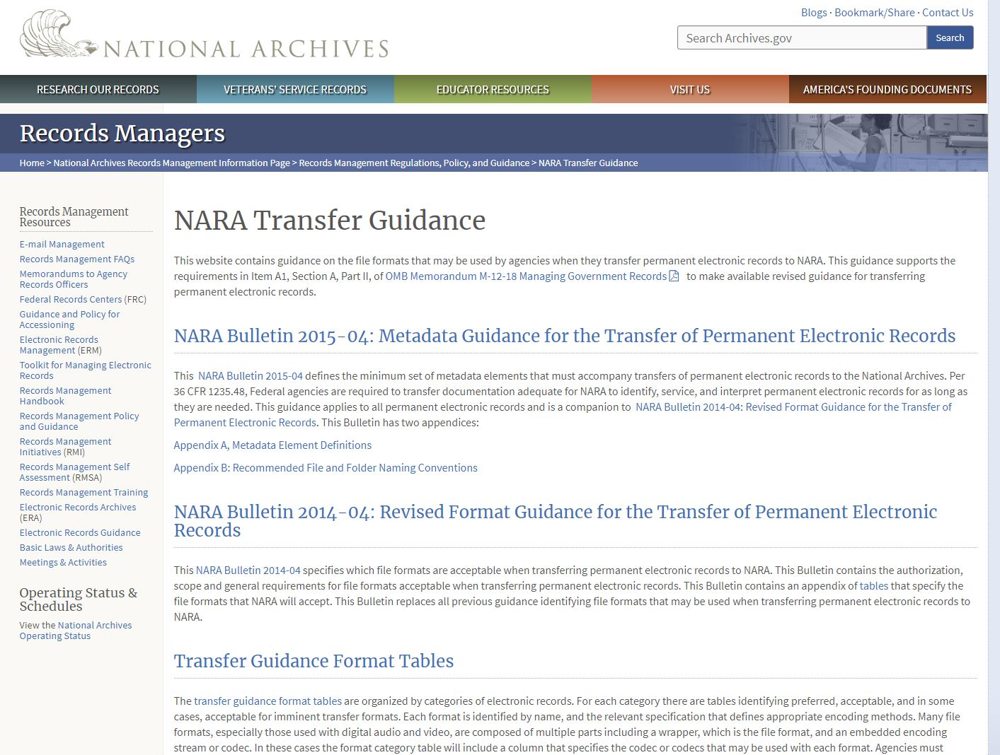 Blogs · Bookmark/Share · Contact Us
NATIONAL ARCHIVES
Search Archives.gov
Search
RESEARCH OUR RECORDS
VETERANS' SERVICE RECORDS
EDUCATOR RESOURCES
VISIT US
AMERICA'S FOUNDING DOCUMENTS
Records Managers
Home > National Archives Records Management Information Page > Records Management Regulations, Policy, and Guidance > NARA Transfer Guidance
Records Management
Resources
E-mail Management
Records Management FAQs
Memorandums to Agency
Records Officers
Federal Records Centers (FRC)
Guidance and Policy for
Accessioning
Electronic Records
Management (ERM)
Toolkit for Managing Electronic
Records
Records Management
Handbook
Records Management Policy
and Guidance
Records Management
Initiatives (RMI)
Records Management Self
Assessment (RMSA)
Records Management Training
Electronic Records Archives
(ERA)
Electronic Records Guidance
Basic Laws & Authorities
Meetings & Activities
Operating Status &
Schedules
View the National Archives
Operating Status
NARA Transfer Guidance
This website contains guidance on the file formats that may be used by agencies when they transfer permanent electronic records to NARA. This guidance supports the
requirements in Item A1, Section A, Part II, of OMB Memorandum M-12-18 Managing Government Records to make available revised guidance for transferring
permanent electronic records.
NARA Bulletin 2015-04: Metadata Guidance for the Transfer of Permanent Electronic Records
This NARA Bulletin 2015-04 defines the minimum set of metadata elements that must accompany transfers of permanent electronic records to the National Archives. Per
36 CFR 1235.48, Federal agencies are required to transfer documentation adequate for NARA to identify, service, and interpret permanent electronic records for as long as
they are needed. This guidance applies to all permanent electronic records and is a companion to NARA Bulletin 2014-04: Revised Format Guidance for the Transfer of
Permanent Electronic Records. This Bulletin has two appendices:
Appendix A, Metadata Element Definitions
Appendix B: Recommended File and Folder Naming Conventions
NARA Bulletin 2014-04: Revised Format Guidance for the Transfer of Permanent Electronic
Records
This NARA Bulletin 2014-04 specifies which file formats are acceptable when transferring permanent electronic records to NARA. This Bulletin contains the authorization,
scope and general requirements for file formats acceptable when transferring permanent electronic records. This Bulletin contains an appendix of tables that specify the
file formats that NARA will accept. This Bulletin replaces all previous guidance identifying file formats that may be used when transferring permanent electronic records to
NARA.
Transfer Guidance Format Tables
The transfer guidance format tables are organized by categories of electronic records. For each category there are tables identifying preferred, acceptable, and in some
cases, acceptable for imminent transfer formats. Each format is identified by name, and the relevant specification that defines appropriate encoding methods. Many file
formats, especially those used with digital audio and video, are composed of multiple parts including a wrapper, which is the file format, and an embedded encoding
stream or codec. In these cases the format category table will include a column that specifies the codec or codecs that may be used with each format. Agencies must